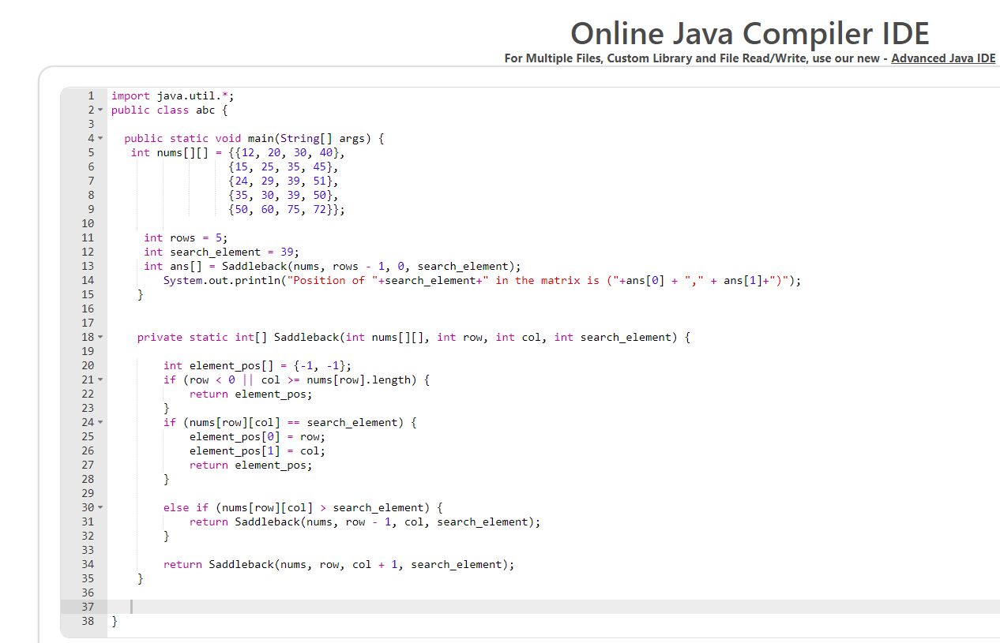 Online Java Compiler IDE
For Multiple Files, Custom Library and File Read/Write, use our new - Advanced Java IDE
1 import java.util.*;
2 public class abc {
3
4 public static void main(String[] args) {
5 int nums[][] = {{12, 20, 30, 40},
6 {15, 25, 35, 45},
7 {24, 29, 39, 51},
8 {35, 30, 39, 50},
9 {50, 60, 75, 72}};
10
11 int rows = 5;
12 int search_element = 39;
13 int ans[] = Saddleback(nums, rows - 1, 0, search_element);
14 System.out.println("Position of "+search_element+" in the matrix is ("+ans[0] + "," + ans[1]+")");
15 }
16
17
18 private static int[] Saddleback(int nums[][], int row, int col, int search_element) {
19
20 int element_pos[] = {-1, -1};
21 if (row < 0 || col >= nums[row].length) {
22 return element_pos;
23 }
24 if (nums[row][col] == search_element) {
25 element_pos[0] = row;
26 element_pos[1] = col;
27 return element_pos;
28 }
29
30 else if (nums[row][col] > search_element) {
31 return Saddleback(nums, row - 1, col, search_element);
32 }
33
34 return Saddleback(nums, row, col + 1, search_element);
35 }
36
37
38 }